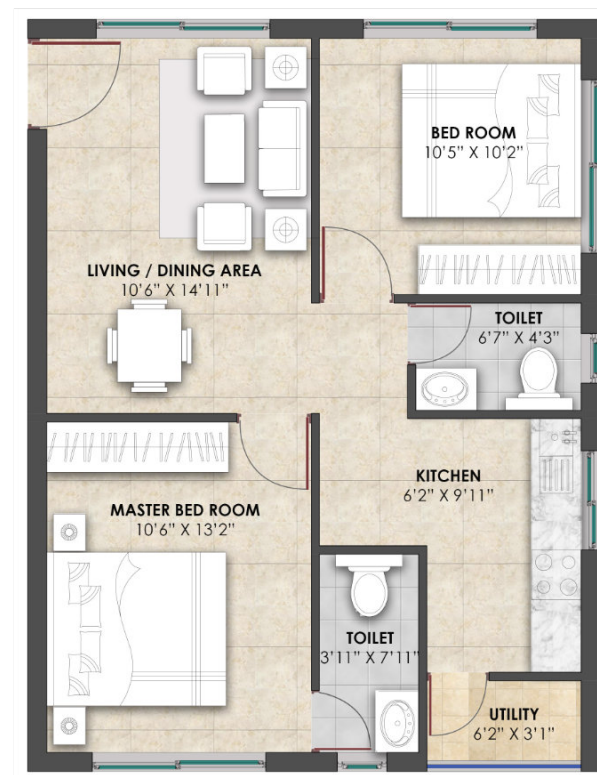 BED ROOM
10'5” X 10'2”
LIVING / DINING AREA
10'6” X 14'11”
TOILET
6'7” X 4'3”
KITCHEN
6'2” X 9'11”
MASTER BED ROOM
10'6” X 13'2”
TOILET
3'11” X 7'11”
UTILITY
6'2” X 3'1”